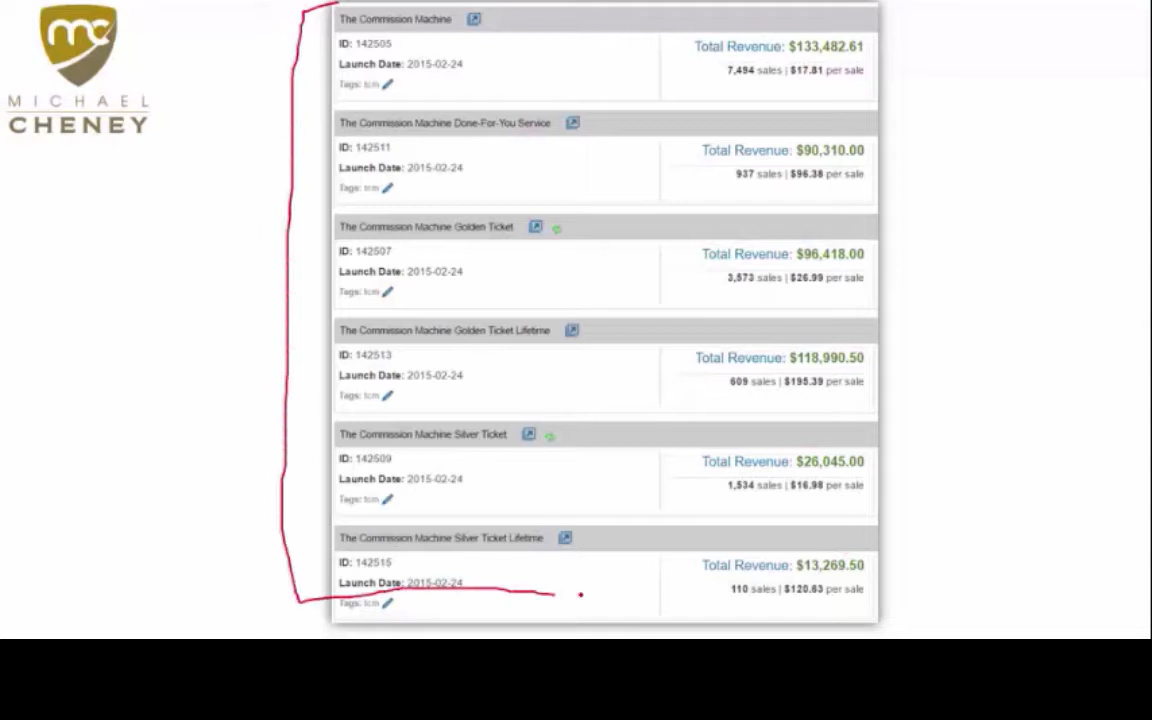 mc
MICHAEL
CHENEY
The Commission Machine
ID: 142505
Total Revenue: $133,482.61
Launch Date: 2015-02-24
7,494 sales | $17.81 per sale
Tags: tcm
The Commission Machine Done-For-You Service
ID: 142511
Total Revenue: $90,310.00
Launch Date: 2015-02-24
937 sales | $96.38 per sale
Tags: tcm
The Commission Machine Golden Ticket
ID: 142507
Total Revenue: $96,418.00
Launch Date: 2015-02-24
3,573 sales | $26.99 per sale
Tags: tcm
The Commission Machine Golden Ticket Lifetime
ID: 142513
Total Revenue: $118,990.50
Launch Date: 2015-02-24
609 sales | $195.39 per sale
Tags: tcm
The Commission Machine Silver Ticket
ID: 142509
Total Revenue: $26,045.00
Launch Date: 2015-02-24
1,534 sales | $16.98 per sale
Tags: tcm
The Commission Machine Silver Ticket Lifetime
ID: 142515
Total Revenue: $13,269.50
Launch Date: 2015-02-24
110 sales | $120.63 per sale
Tags: tcm